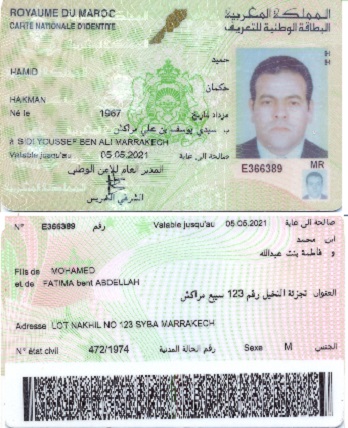 ROYAUME DU MAROC المملكة المغربية
CARTE NATIONALE D'IDENTITE البطاقة الوطنية للتعريف
حميد
HAMID
حكمان
HAKMAN
Né le 1967 مزداد بتاريخ
ب سيدي يوسف بن علي مراكش
à SIDI YOUSSEF BEN ALI MARRAKECH
Valable jusqu'au 05.05.2021 صالحة الى غاية
المدير العام للأمن الوطني
E366389 MR
الشرقي الضريس
N° E366389 رقم Valable jusqu'au 05.05.2021 صالحة الى غاية
ابن محمد
و فاطمة بنت عبدالله
Fils de MOHAMED
et de FATIMA bent ABDELLAH
العنوان تجزئة النخيل رقم 123 سيبع مراكش
Adresse LOT NAKHIL NO 123 SYBA MARRAKECH
N° état civil 472/1974 رقم الحالة المدنية Sexe M الجنس